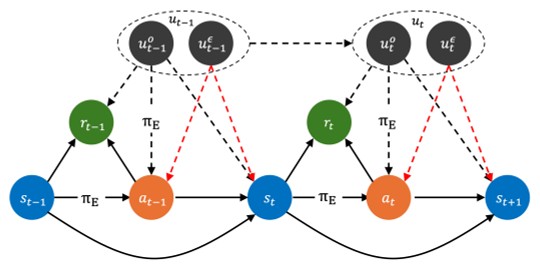 u_{t-1} u_t
u^o_{t-1} u^ϵ_{t-1} u^o_t u^ϵ_t
r_{t-1} π_E r_t π_E
s_{t-1} π_E a_{t-1} s_t π_E a_t s_{t+1}